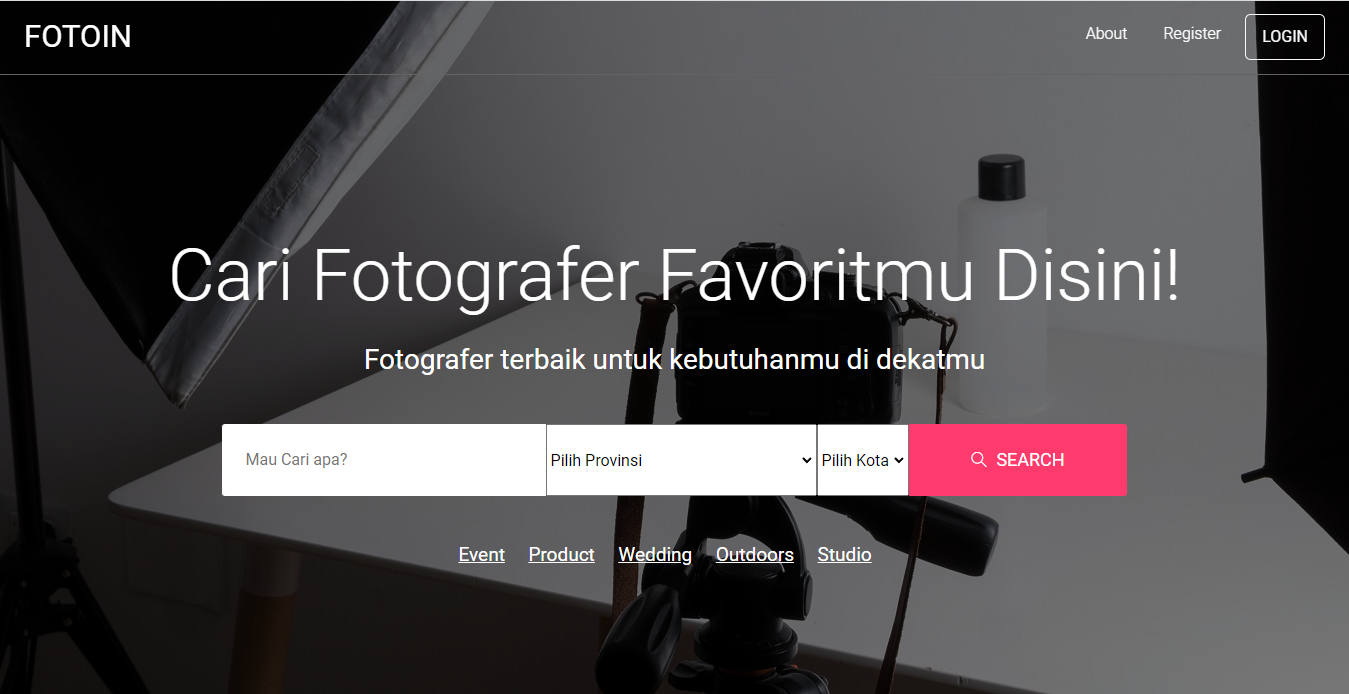 FOTOIN
About Register LOGIN
Cari Fotografer Favoritmu Disini!
Fotografer terbaik untuk kebutuhanmu di dekatmu
Mau Cari apa? Pilih Provinsi Pilih Kota SEARCH
Event Product Wedding Outdoors Studio